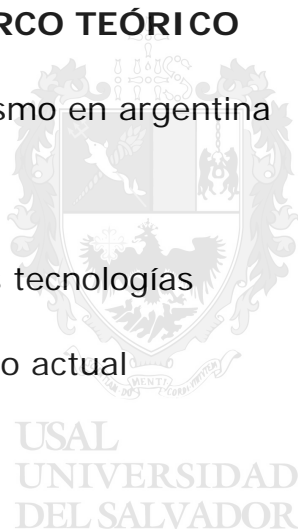 RCO TEÓRICO
smo en argentina
s tecnologías
o actual
USAL
UNIVERSIDAD
DEL SALVADOR